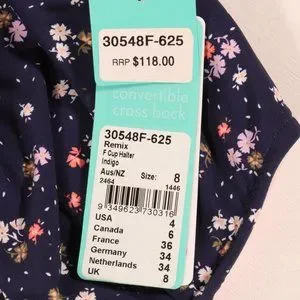 30548F-625
RRP $118.00
convertible
cross back
30548F-625
Remix
F Cup Halter
Indigo
Aus/NZ Size: 8
2464 1446
9 349623 730316
USA 4
Canada 6
France 36
Germany 34
Netherlands 34
UK 8